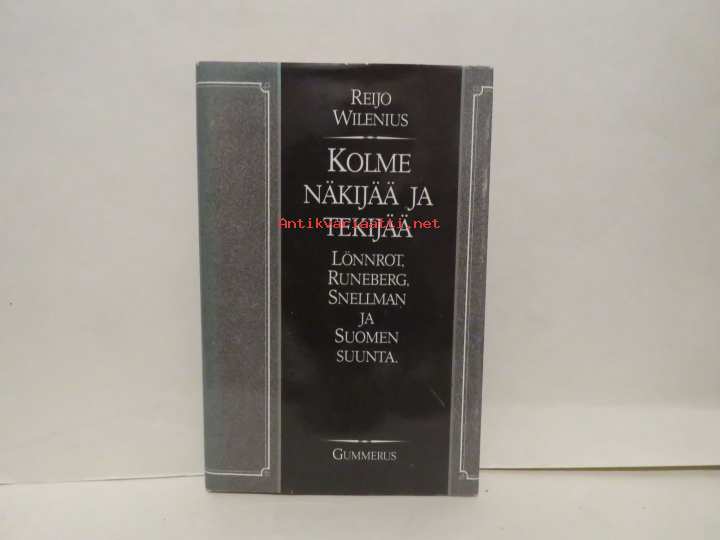 REIJO
WILENIUS
KOLME
NÄKIJÄÄ JA
TEKIJÄÄ
Antikvariaatti.net
LÖNNROT,
RUNEBERG,
SNELLMAN
JA
SUOMEN
SUUNTA.
GUMMERUS